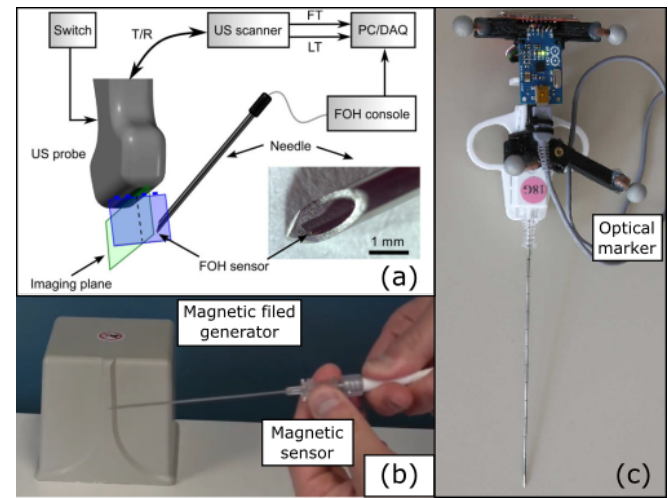 Switch
T/R
US scanner
FT
LT
PC/DAQ
FOH console
US probe
Needle
1 mm
FOH sensor
Imaging plane
(a)
Magnetic filed
generator
Magnetic
sensor
(b)
18G
Optical
marker
(c)